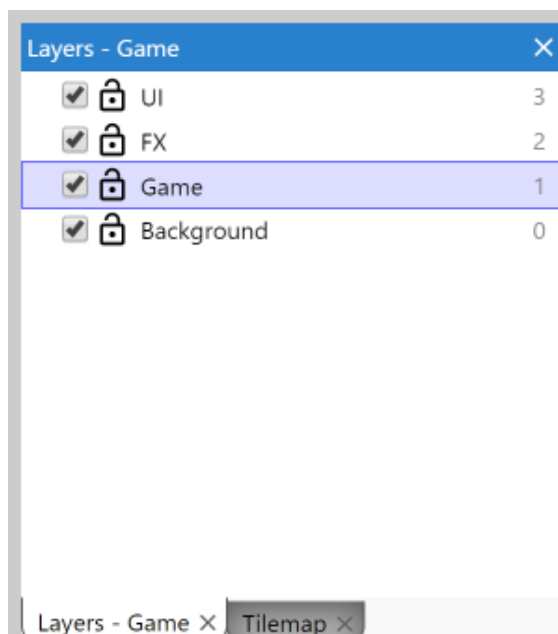 Layers - Game
UI 3
FX 2
Game 1
Background 0
Layers - Game Tilemap